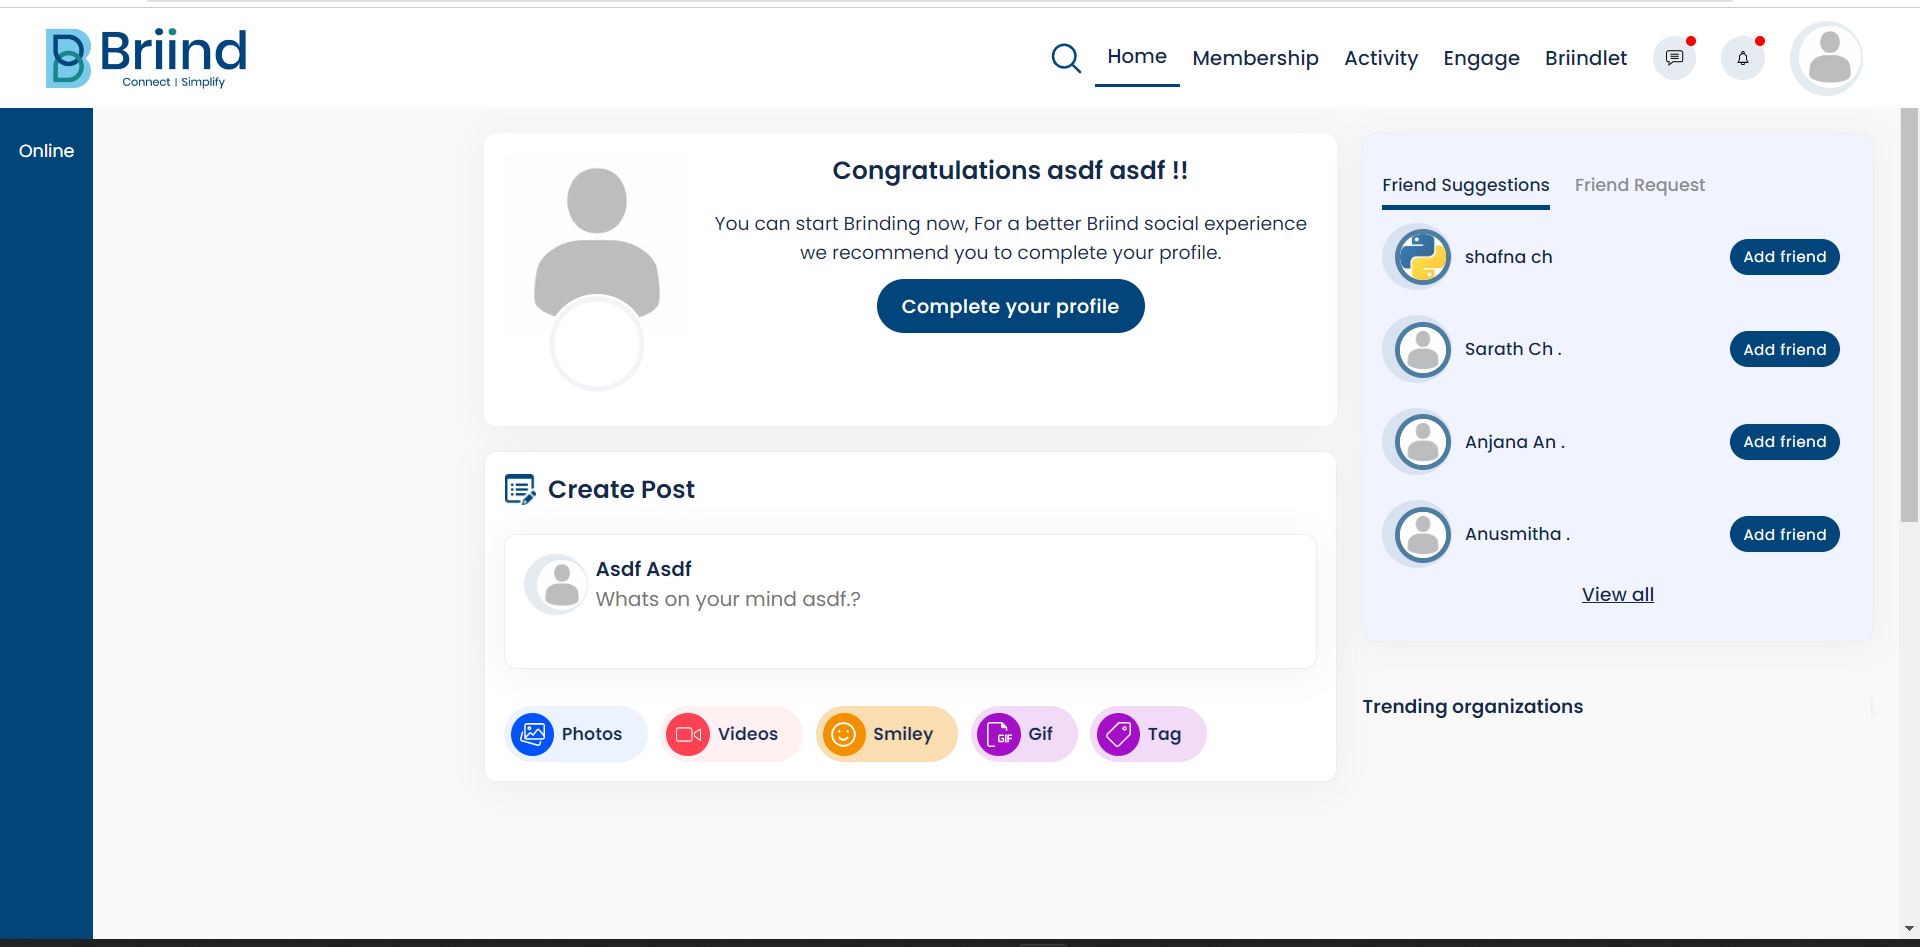 Briind
Connect | Simplify
Home
Membership
Activity
Engage
Briindlet
Online
Congratulations asdf asdf !!
You can start Brinding now, For a better Briind social experience
we recommend you to complete your profile.
Complete your profile
Create Post
Asdf Asdf
Whats on your mind asdf.?
Photos
Videos
Smiley
GIF
Gif
Tag
Friend Suggestions
Friend Request
shafna ch
Add friend
Sarath Ch .
Add friend
Anjana An .
Add friend
Anusmitha .
Add friend
View all
Trending organizations